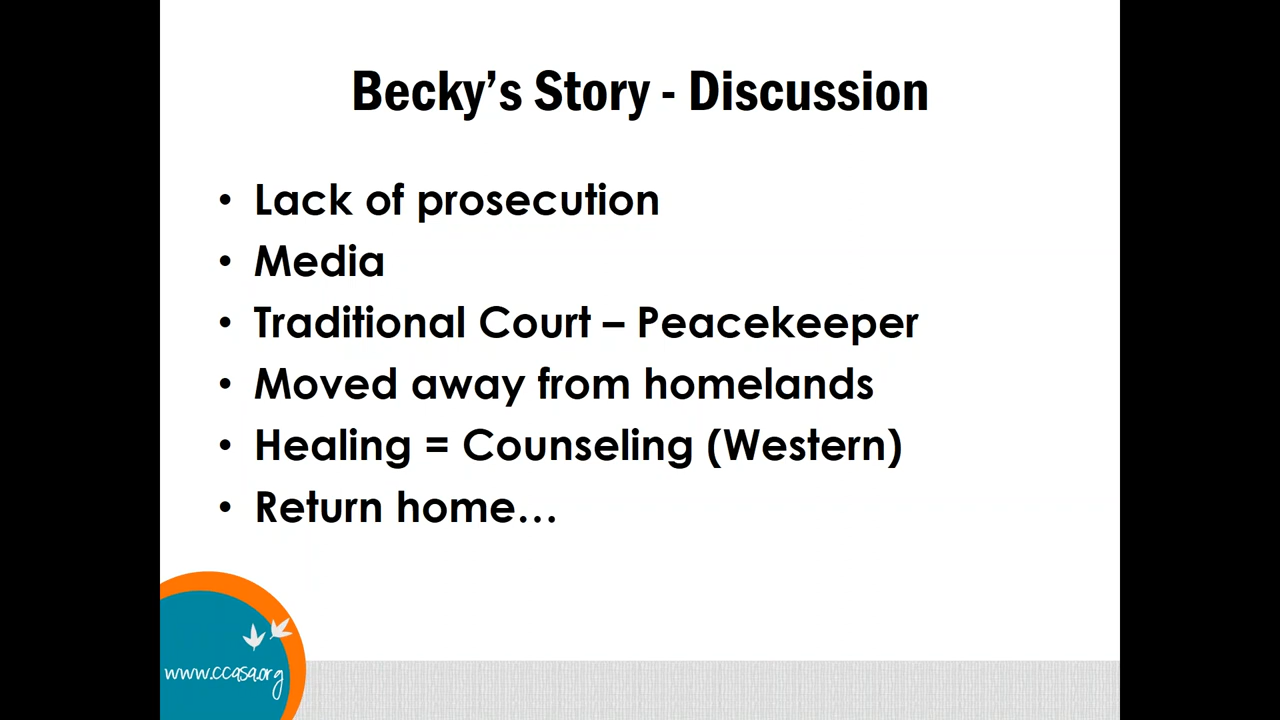 Becky’s Story - Discussion
• Lack of prosecution
• Media
• Traditional Court – Peacekeeper
• Moved away from homelands
• Healing = Counseling (Western)
• Return home…
www.ccasa.org